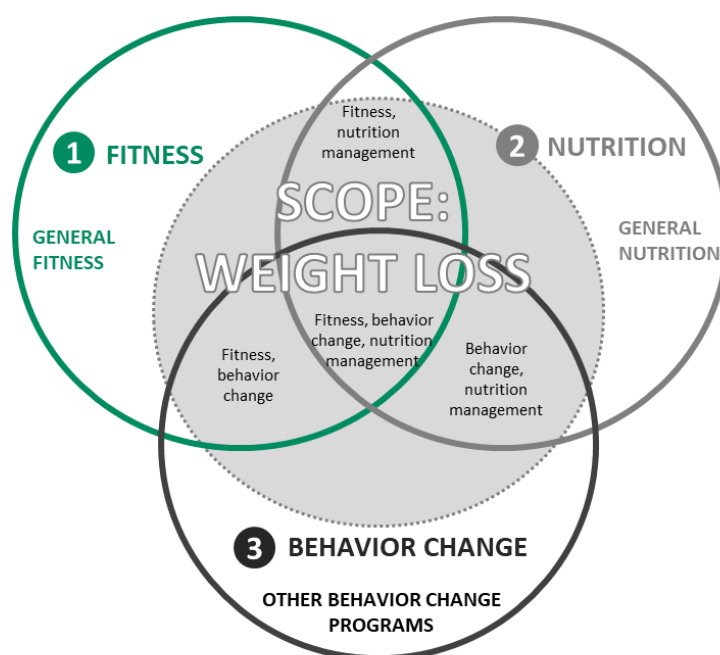 Fitness,
nutrition
management
1 FITNESS
2 NUTRITION
SCOPE:
WEIGHT LOSS
GENERAL
FITNESS
GENERAL
NUTRITION
Fitness, behavior
change, nutrition
management
Fitness,
behavior
change
Behavior
change,
nutrition
management
3 BEHAVIOR CHANGE
OTHER BEHAVIOR CHANGE
PROGRAMS